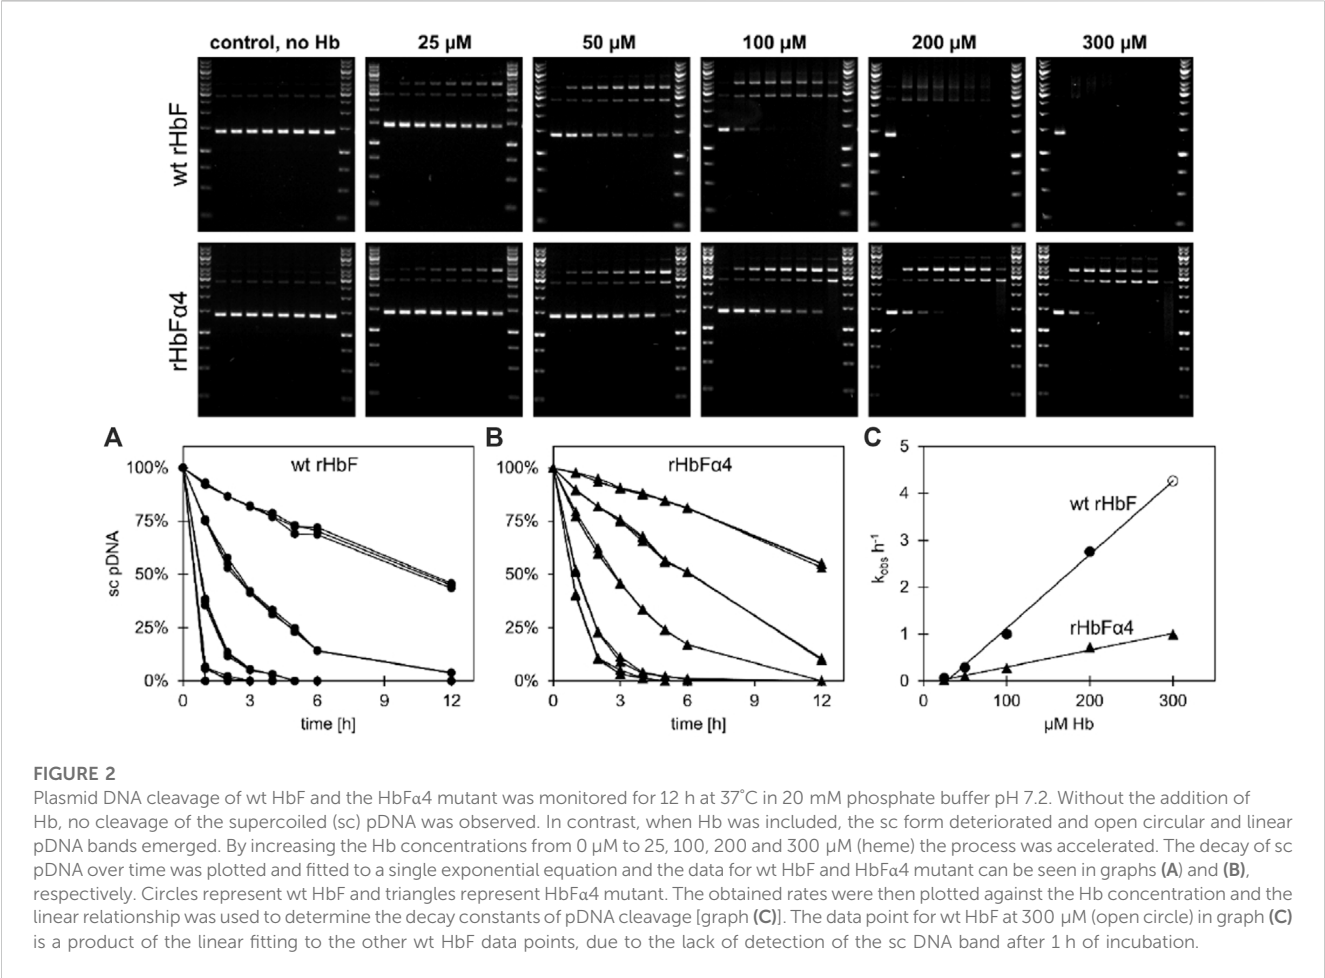 control, no Hb 25 µM 50 µM 100 µM 200 µM 300 µM
wt rHbF
rHbFα4
A wt rHbF
100%
75%
50%
25%
0%
sc pDNA
0 3 6 9 12
time [h]
B rHbFα4
100%
75%
50%
25%
0%
0 3 6 9 12
time [h]
C
5
4
3
2
1
0
kobs h-1
wt rHbF
rHbFα4
0 100 200 300
µM Hb
FIGURE 2
Plasmid DNA cleavage of wt HbF and the HbFα4 mutant was monitored for 12 h at 37°C in 20 mM phosphate buffer pH 7.2. Without the addition of
Hb, no cleavage of the supercoiled (sc) pDNA was observed. In contrast, when Hb was included, the sc form deteriorated and open circular and linear
pDNA bands emerged. By increasing the Hb concentrations from 0 µM to 25, 100, 200 and 300 µM (heme) the process was accelerated. The decay of sc
pDNA over time was plotted and fitted to a single exponential equation and the data for wt HbF and HbFα4 mutant can be seen in graphs (A) and (B),
respectively. Circles represent wt HbF and triangles represent HbFα4 mutant. The obtained rates were then plotted against the Hb concentration and the
linear relationship was used to determine the decay constants of pDNA cleavage [graph (C)]. The data point for wt HbF at 300 µM (open circle) in graph (C)
is a product of the linear fitting to the other wt HbF data points, due to the lack of detection of the sc DNA band after 1 h of incubation.